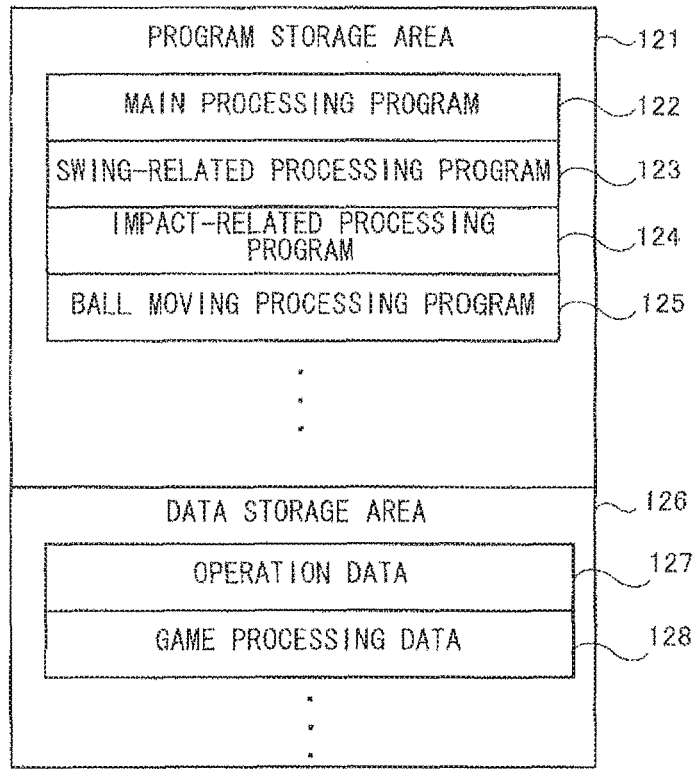 PROGRAM STORAGE AREA 121
MAIN PROCESSING PROGRAM 122
SWING-RELATED PROCESSING PROGRAM 123
IMPACT-RELATED PROCESSING
PROGRAM 124
BALL MOVING PROCESSING PROGRAM 125
DATA STORAGE AREA 126
OPERATION DATA 127
GAME PROCESSING DATA 128